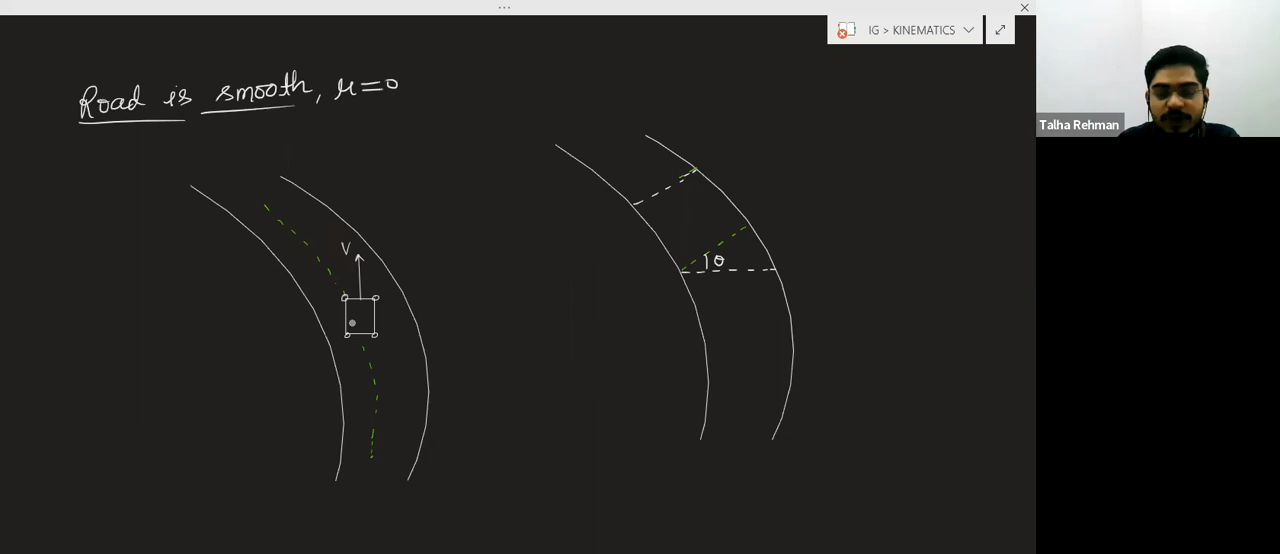 IG > KINEMATICS
Road is smooth, μ=0
Talha Rehman
V
θ